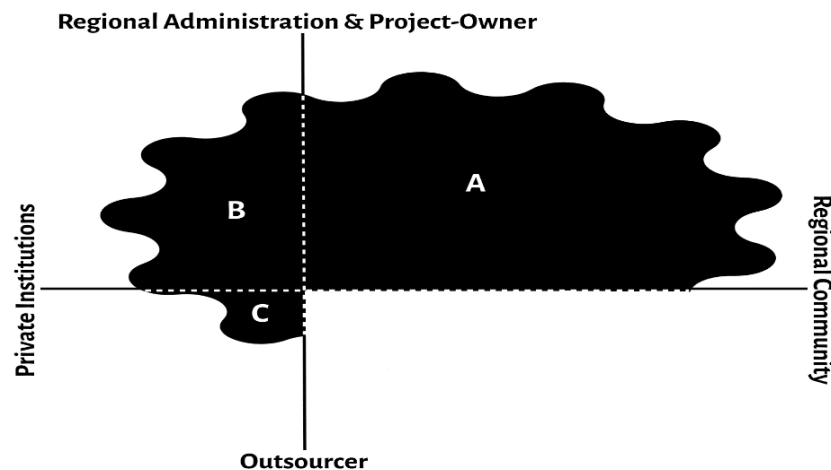 Regional Administration & Project-Owner
A
B
Private Institutions
Regional Community
C
Outsourcer